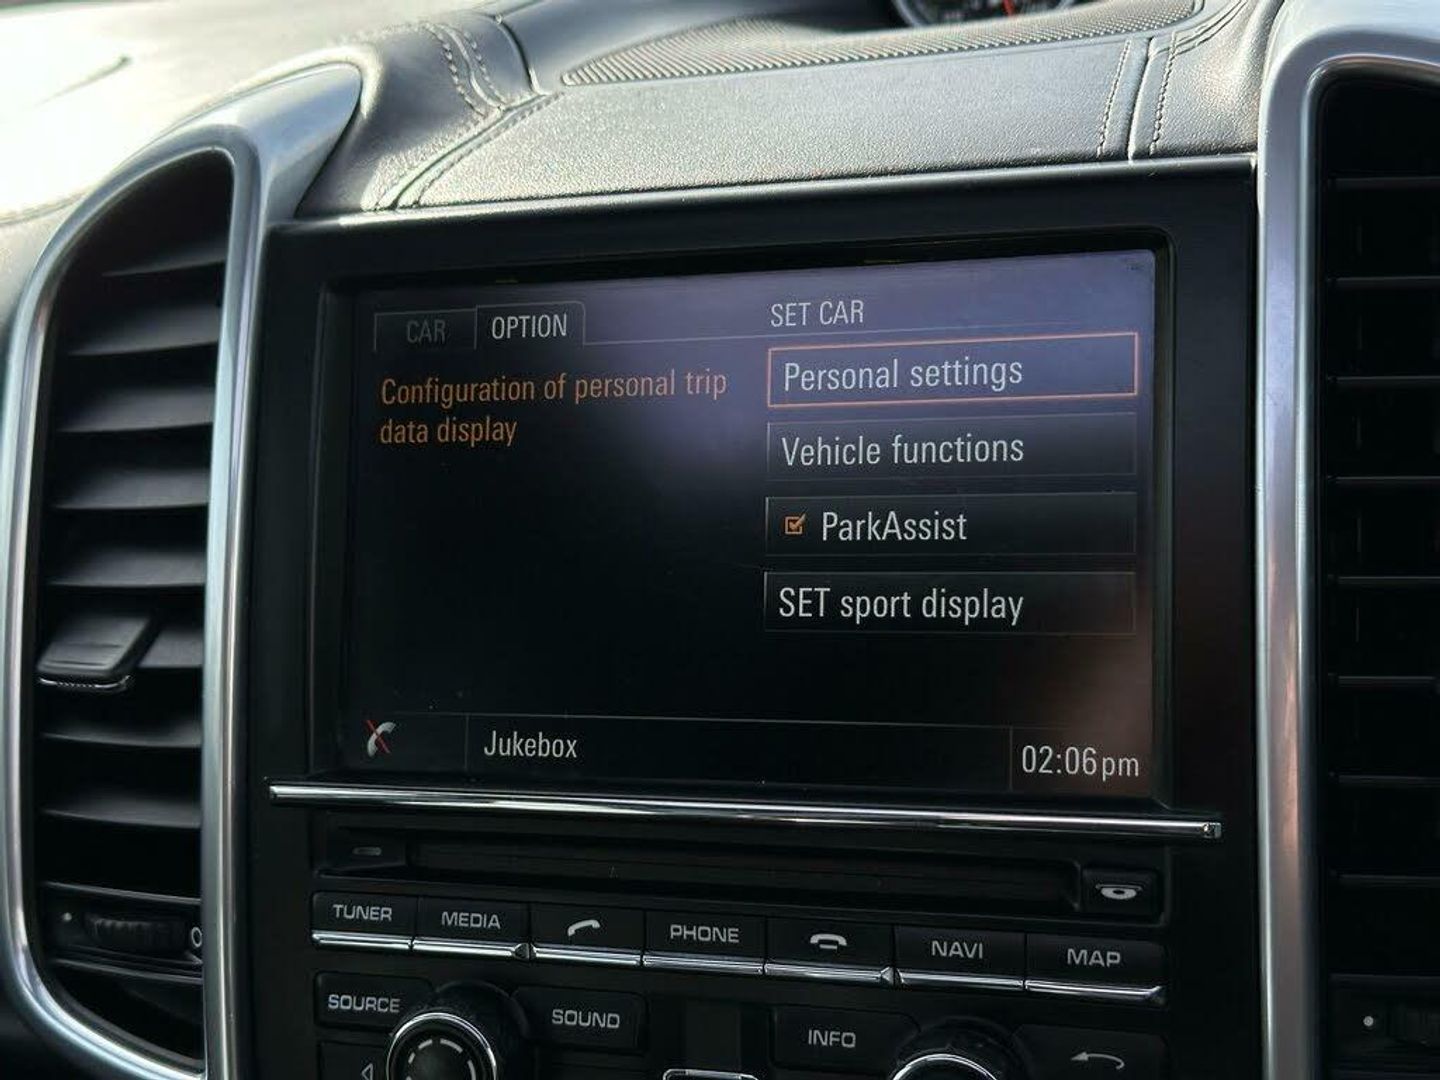 CAR
OPTION
SET CAR
Configuration of personal trip
data display
Personal settings
Vehicle functions
ParkAssist
SET sport display
Jukebox
02:06pm
TUNER
MEDIA
PHONE
NAVI
MAP
SOURCE
SOUND
INFO
0